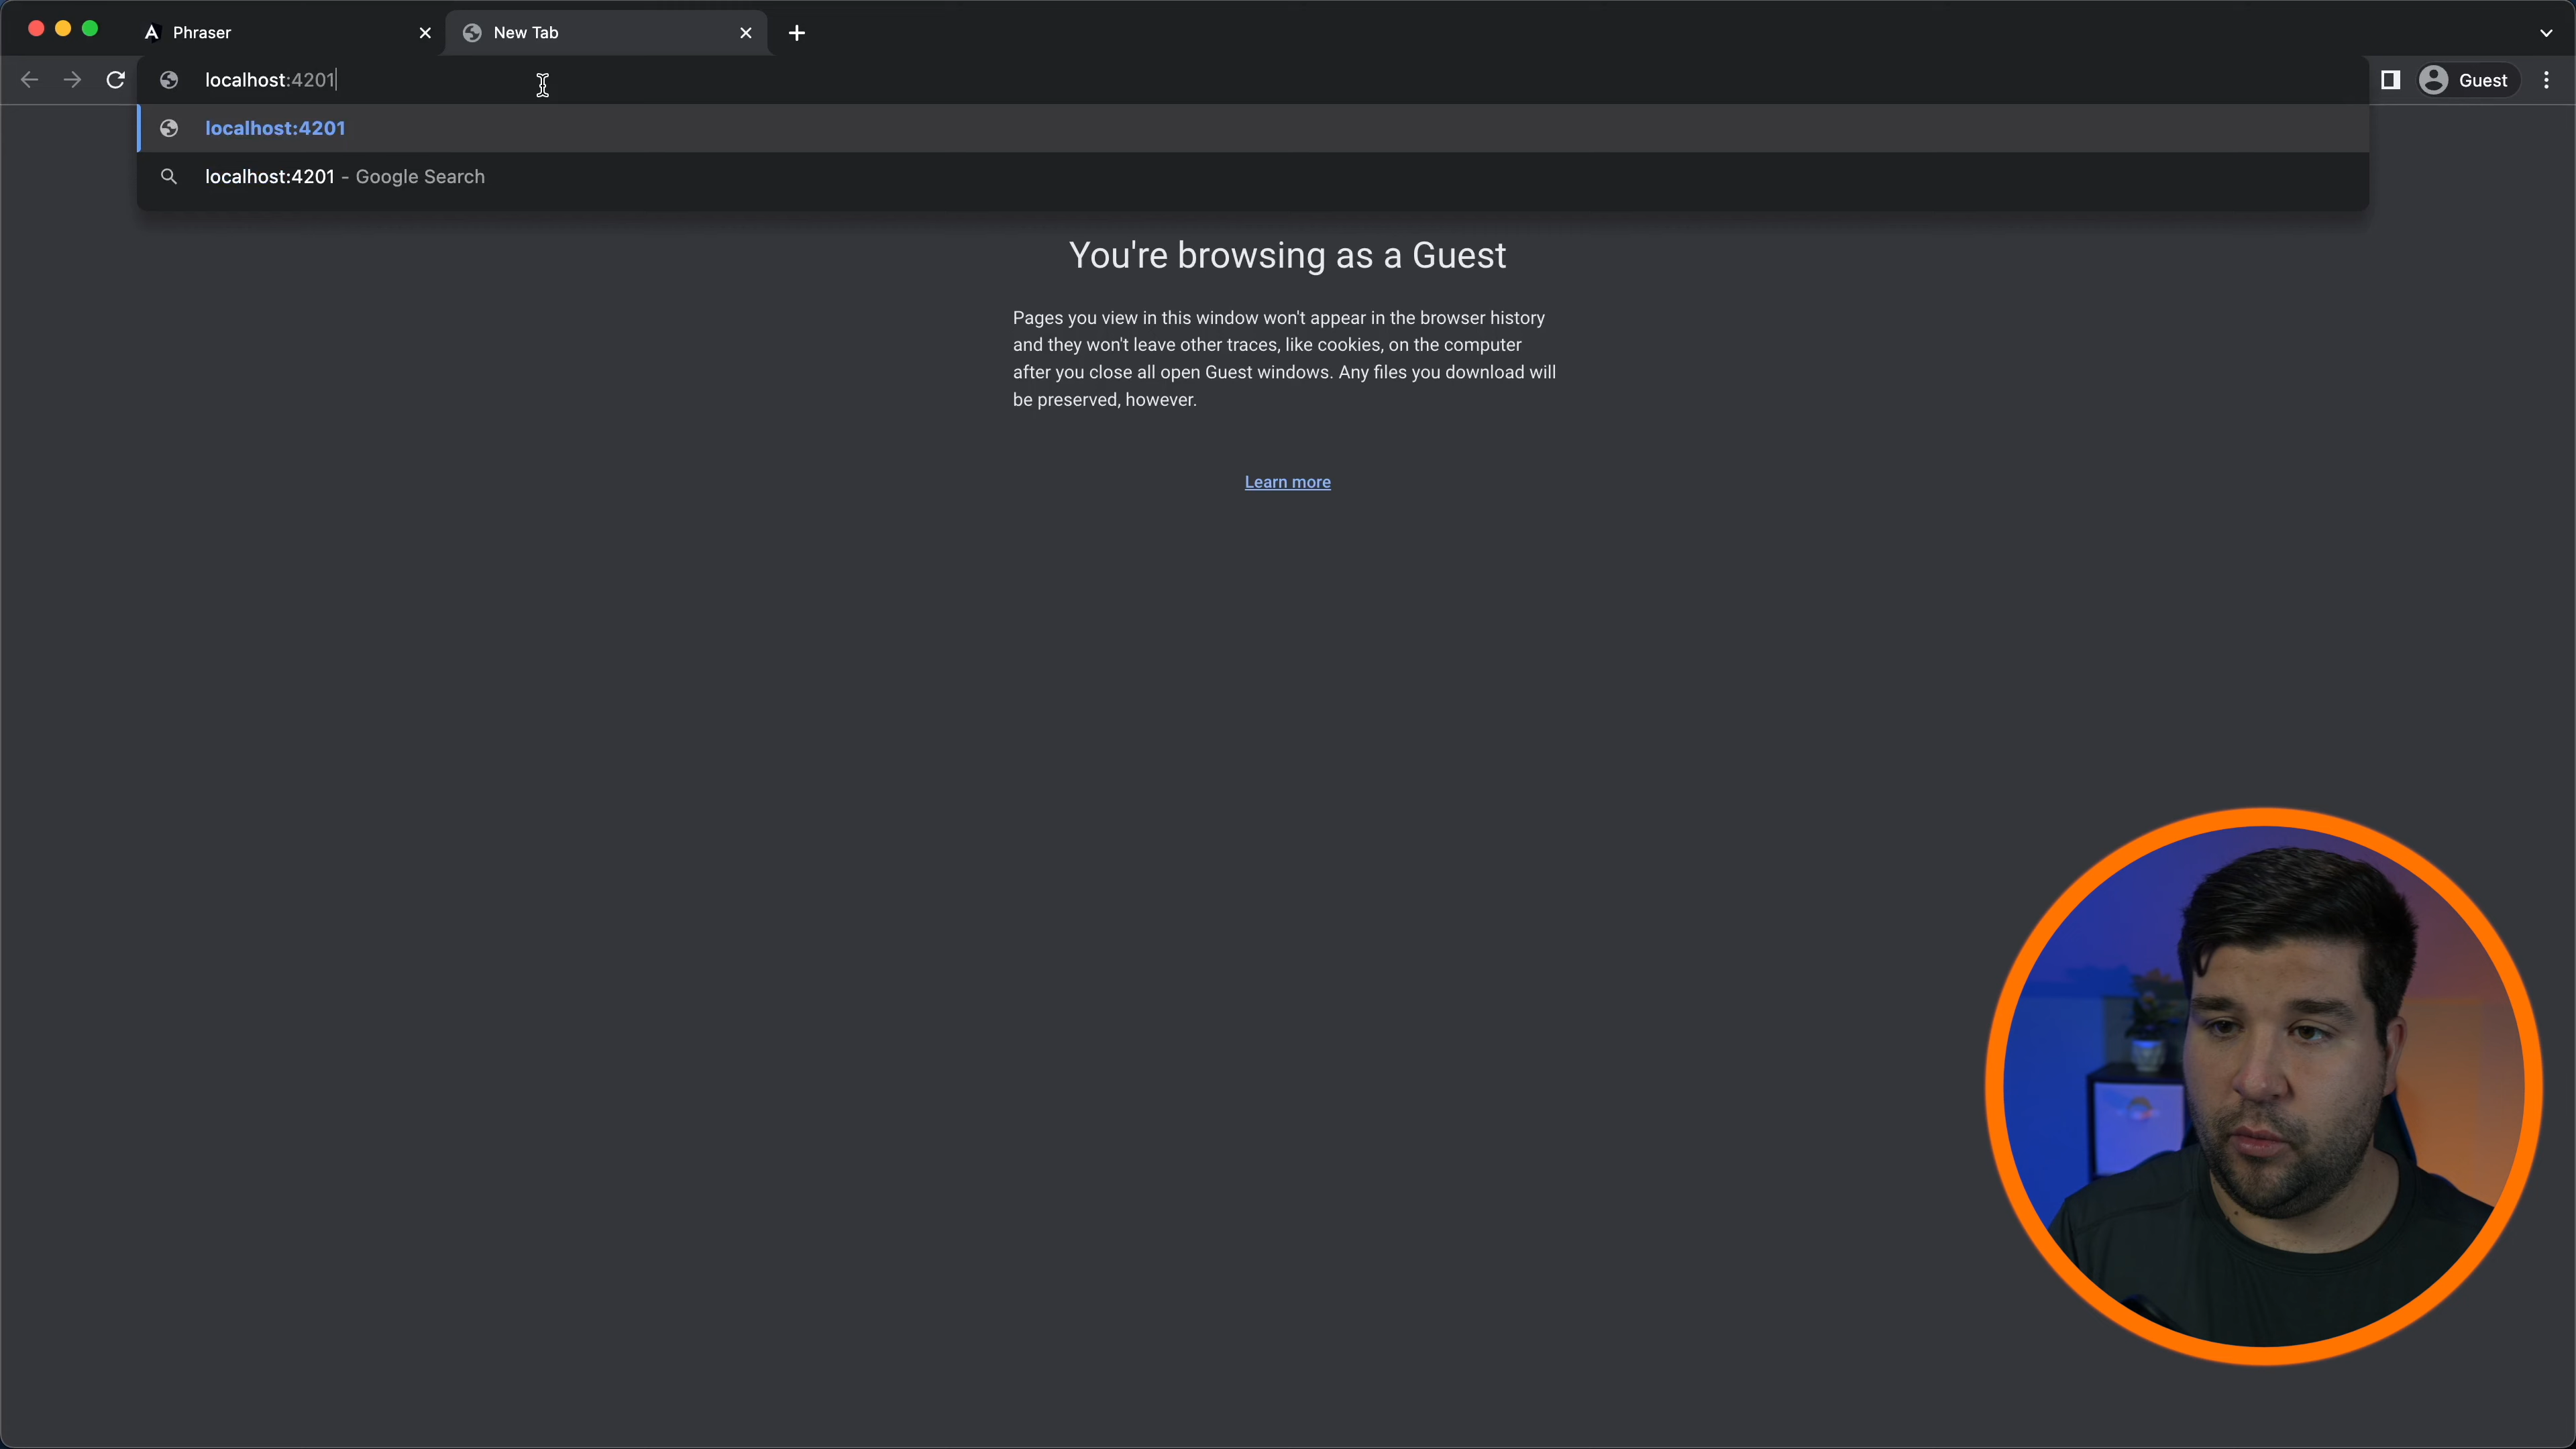 Phraser
New Tab
localhost:4201
Guest
localhost:4201
localhost:4201 - Google Search
You're browsing as a Guest
Pages you view in this window won't appear in the browser history
and they won't leave other traces, like cookies, on the computer
after you close all open Guest windows. Any files you download will
be preserved, however.
Learn more